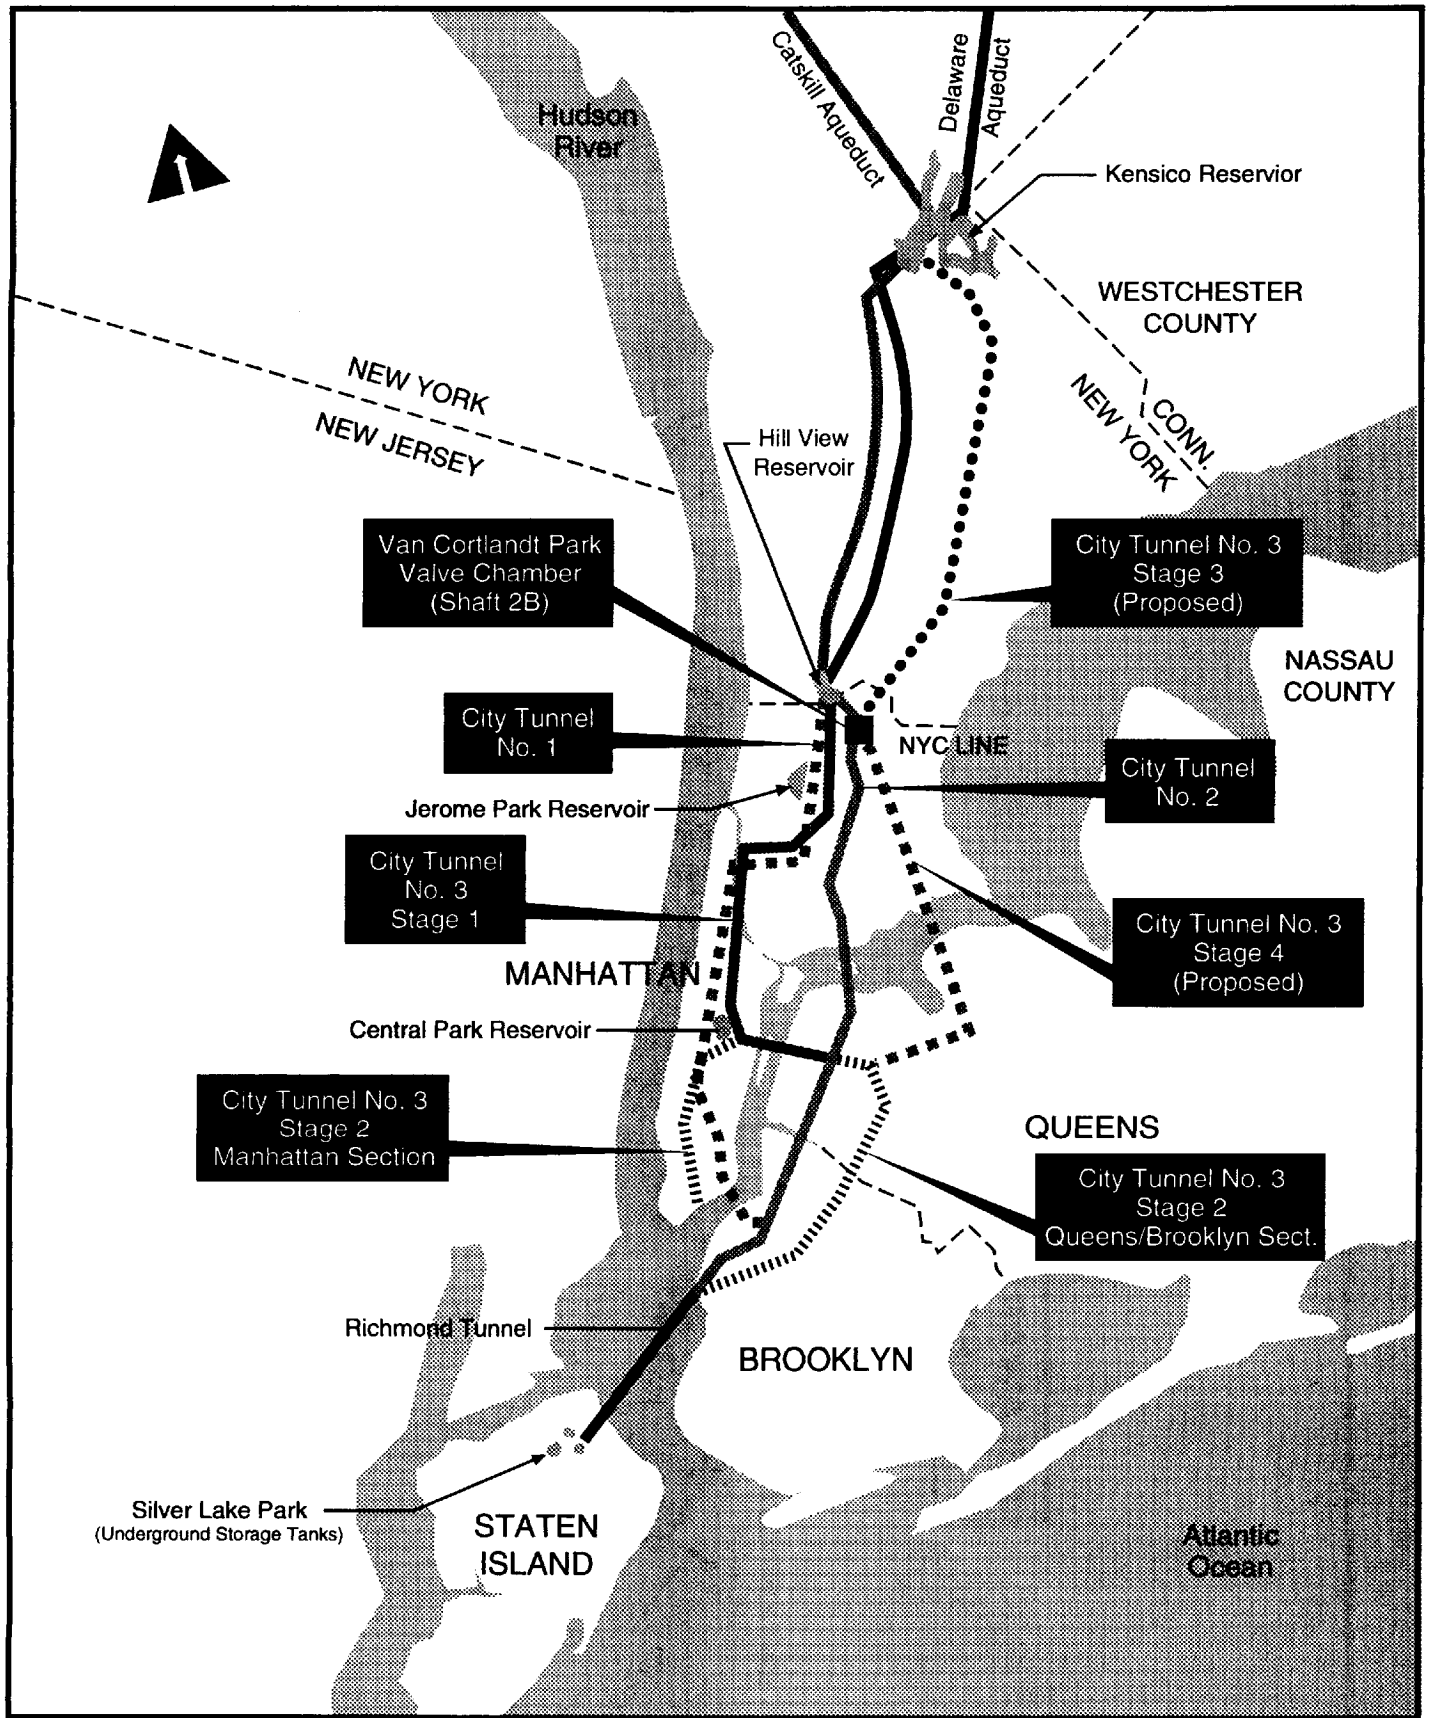 Catskill Aqueduct
Delaware
Aqueduct
Hudson
River
Kensico Reservior
WESTCHESTER
COUNTY
NEW YORK
NEW JERSEY
CONN.
NEW YORK
Hill View
Reservoir
Van Cortlandt Park
Valve Chamber
(Shaft 2B)
City Tunnel No. 3
Stage 3
(Proposed)
NASSAU
COUNTY
City Tunnel
No. 1
NYC LINE
City Tunnel
No. 2
Jerome Park Reservoir
City Tunnel
No. 3
Stage 1
City Tunnel No. 3
Stage 4
(Proposed)
MANHATTAN
Central Park Reservoir
City Tunnel No. 3
Stage 2
Manhattan Section
QUEENS
City Tunnel No. 3
Stage 2
Queens/Brooklyn Sect.
Richmond Tunnel
BROOKLYN
Silver Lake Park
(Underground Storage Tanks)
STATEN
ISLAND
Atlantic
Ocean